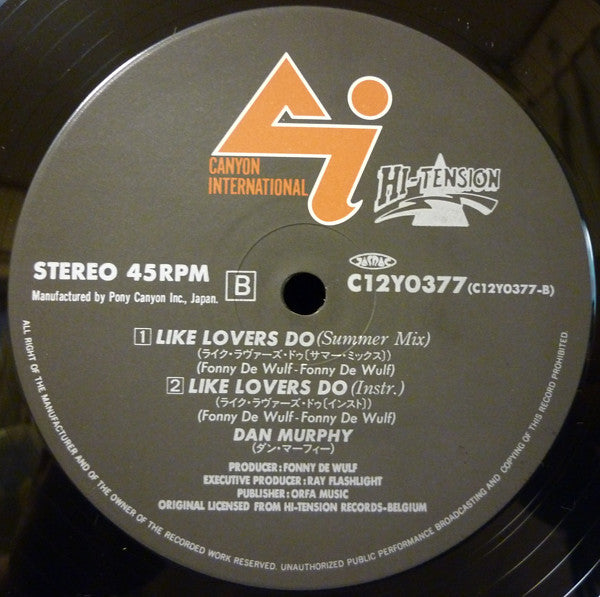 CANYON
INTERNATIONAL
HI-TENSION
STEREO 45RPM
Manufactured by Pony Canyon Inc., Japan.
B
JASRAC
C12Y0377(C12Y0377-B)
1 LIKE LOVERS DO(Summer Mix)
(ライク・ラヴァーズ・ドゥ〔サマー・ミックス〕)
(Fonny De Wulf-Fonny De Wulf)
2 LIKE LOVERS DO(Instr.)
(ライク・ラヴァーズ・ドゥ〔インスト〕)
(Fonny De Wulf-Fonny De Wulf)
DAN MURPHY
(ダン・マーフィー)
PRODUCER:FONNY DE WULF
EXECUTIVE PRODUCER:RAY FLASHLIGHT
PUBLISHER:ORFA MUSIC
ORIGINAL LICENSED FROM HI-TENSION RECORDS-BELGIUM
ALL RIGHT OF THE MANUFACTURER AND OF THE OWNER OF THE RECORDED WORK RESERVED. UNAUTHORIZED PUBLIC PERFORMANCE BROADCASTING AND COPYING OF THIS RECORD PROHIBITED.